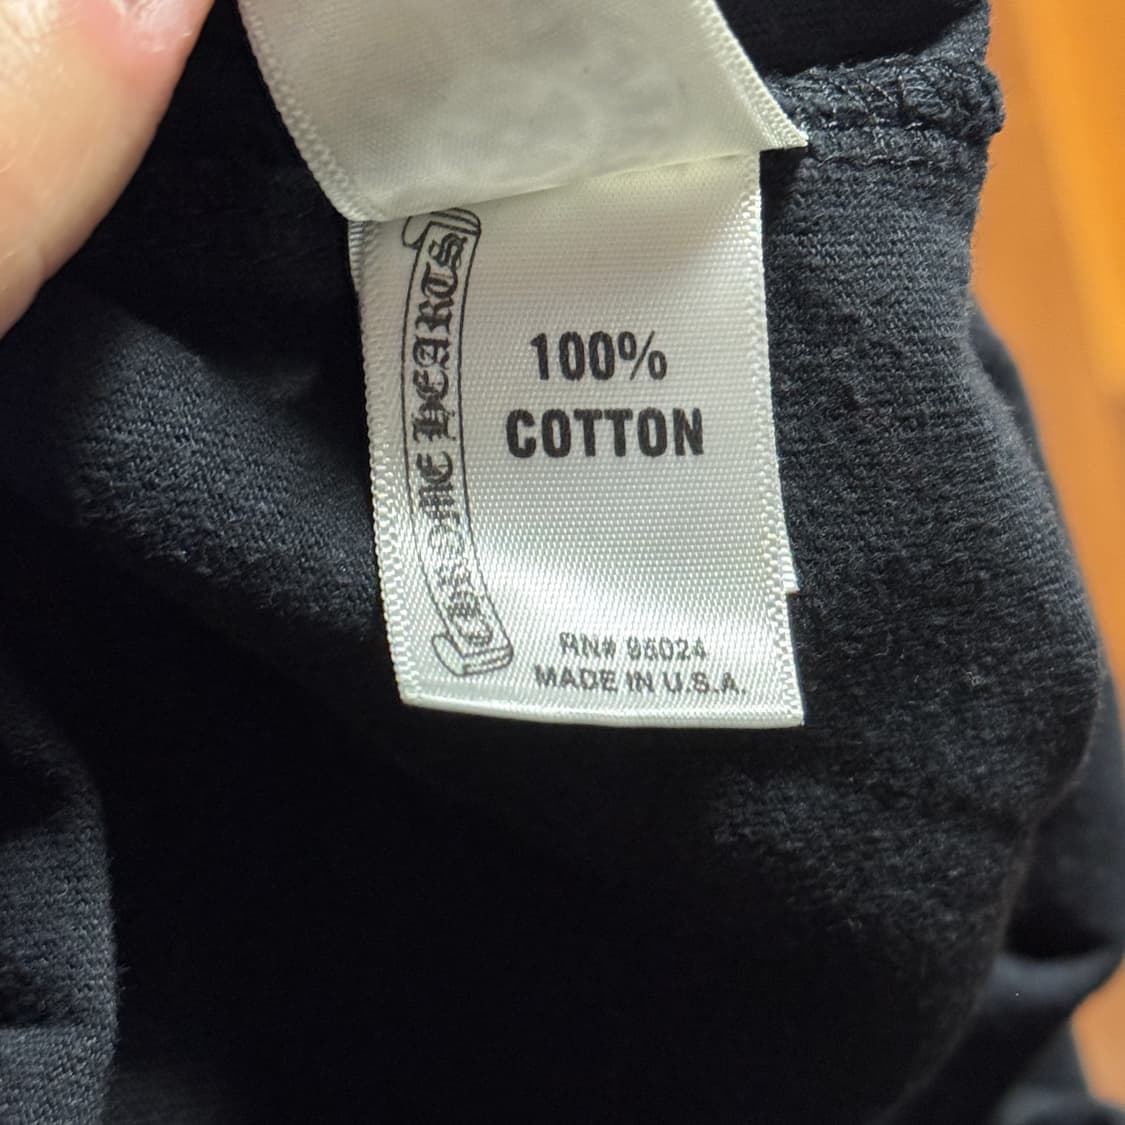 CHROME HEARTS
100%
COTTON
RN# 95024
MADE IN U.S.A.